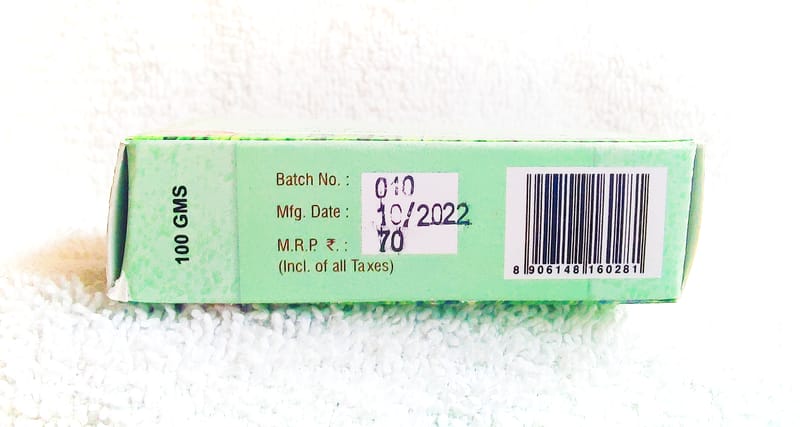 100 GMS
Batch No. : 010
Mfg. Date : 10/2022
M.R.P. ₹. : 70
(Incl. of all Taxes)
8 906148 160281